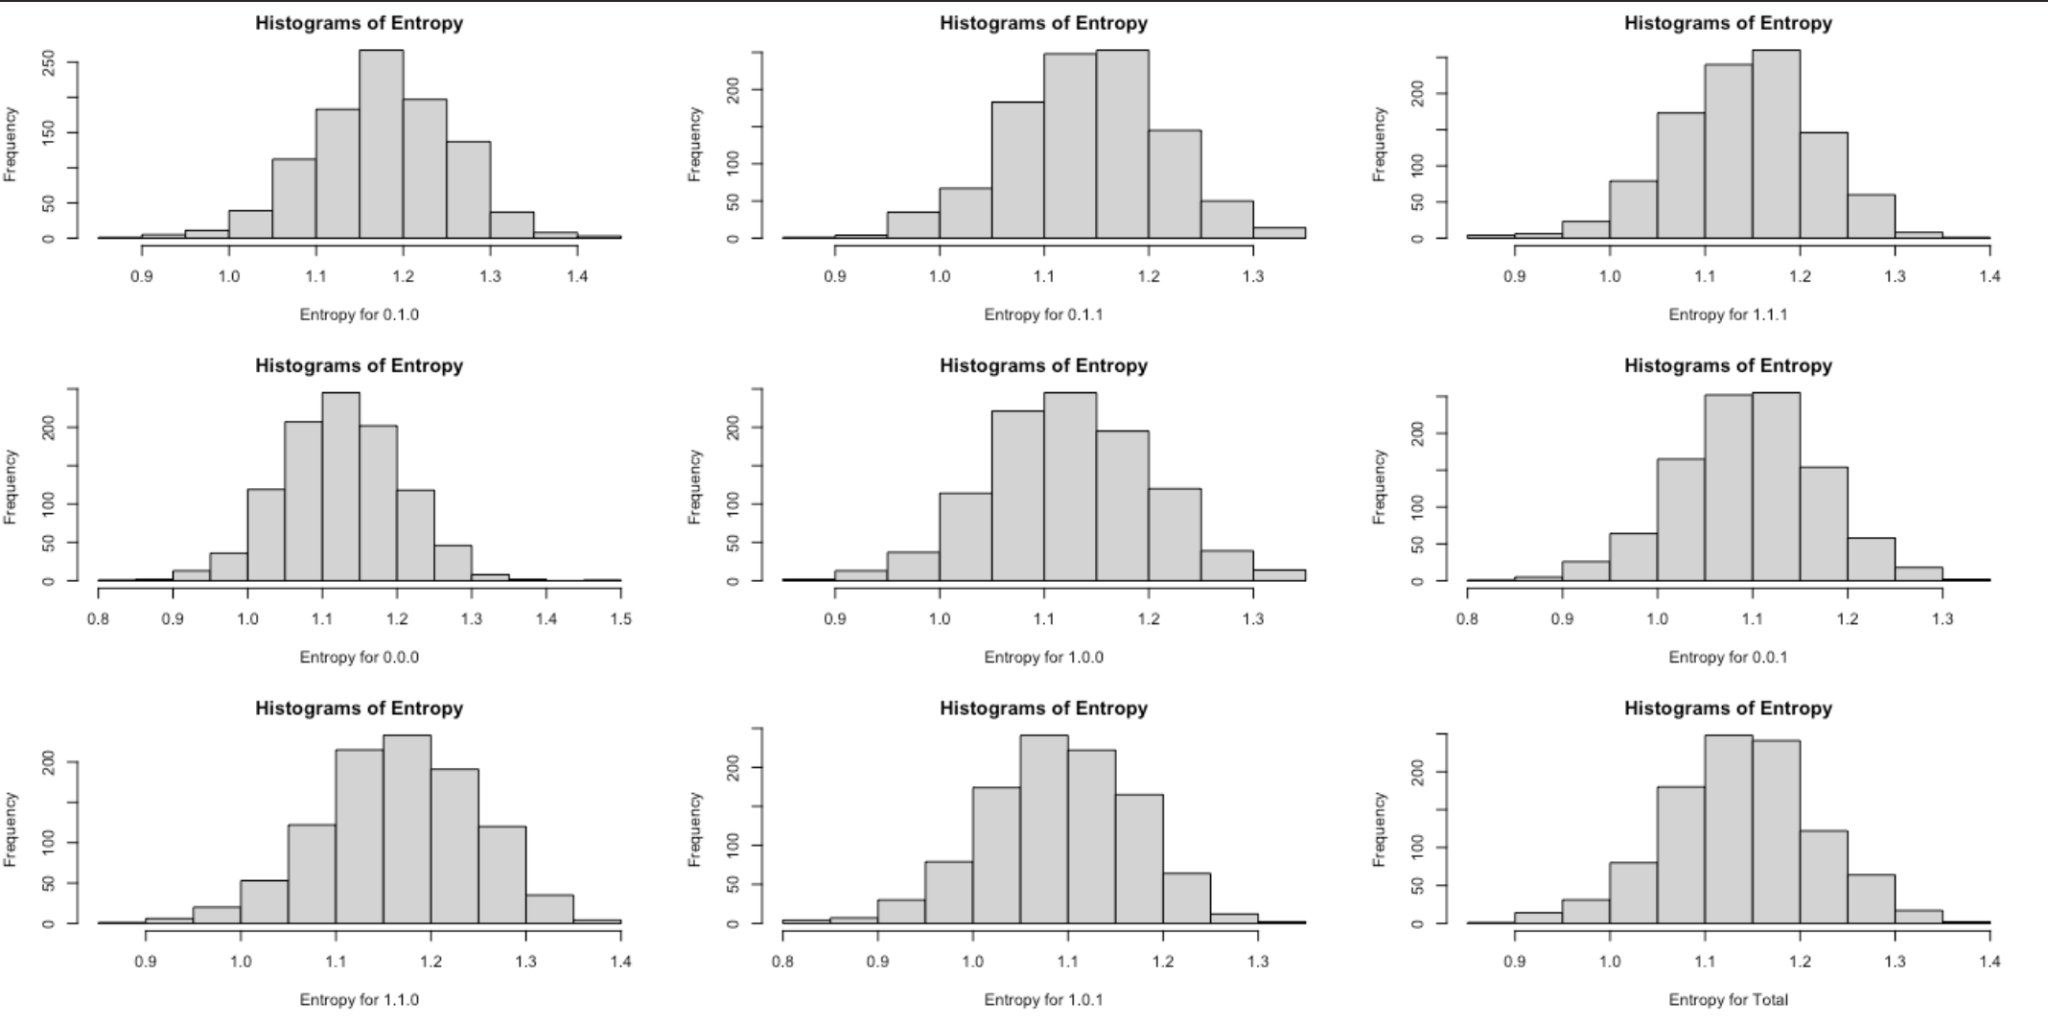 Histograms of Entropy
Frequency
0 50 150 250
0.9 1.0 1.1 1.2 1.3 1.4
Entropy for 0.1.0
Histograms of Entropy
Frequency
0 50 100 200
0.9 1.0 1.1 1.2 1.3
Entropy for 0.1.1
Histograms of Entropy
Frequency
0 50 100 200
0.9 1.0 1.1 1.2 1.3 1.4
Entropy for 1.1.1
Histograms of Entropy
Frequency
0 50 100 200
0.8 0.9 1.0 1.1 1.2 1.3 1.4 1.5
Entropy for 0.0.0
Histograms of Entropy
Frequency
0 50 100 200
0.9 1.0 1.1 1.2 1.3
Entropy for 1.0.0
Histograms of Entropy
Frequency
0 50 100 200
0.8 0.9 1.0 1.1 1.2 1.3
Entropy for 0.0.1
Histograms of Entropy
Frequency
0 50 100 200
0.9 1.0 1.1 1.2 1.3 1.4
Entropy for 1.1.0
Histograms of Entropy
Frequency
0 50 100 200
0.8 0.9 1.0 1.1 1.2 1.3
Entropy for 1.0.1
Histograms of Entropy
Frequency
0 50 100 200
0.9 1.0 1.1 1.2 1.3 1.4
Entropy for Total